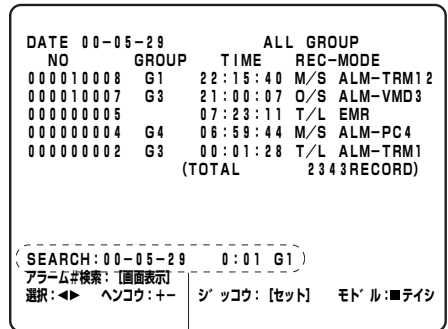 DATE 00-05-29 ALL GROUP
NO GROUP TIME REC-MODE
000010008 G1 22:15:40 M/S ALM-TRM12
000010007 G3 21:00:07 O/S ALM-VMD3
000000005 07:23:11 T/L EMR
000000004 G4 06:59:44 M/S ALM-PC4
000000002 G3 00:01:28 T/L ALM-TRM1
(TOTAL 2343RECORD)
SEARCH:00-05-29 0:01 G1
アラーム#検索:[画面表示]
選択:◀▶ ヘンコウ:+- ジッコウ:[セット] モドル:■テイシ